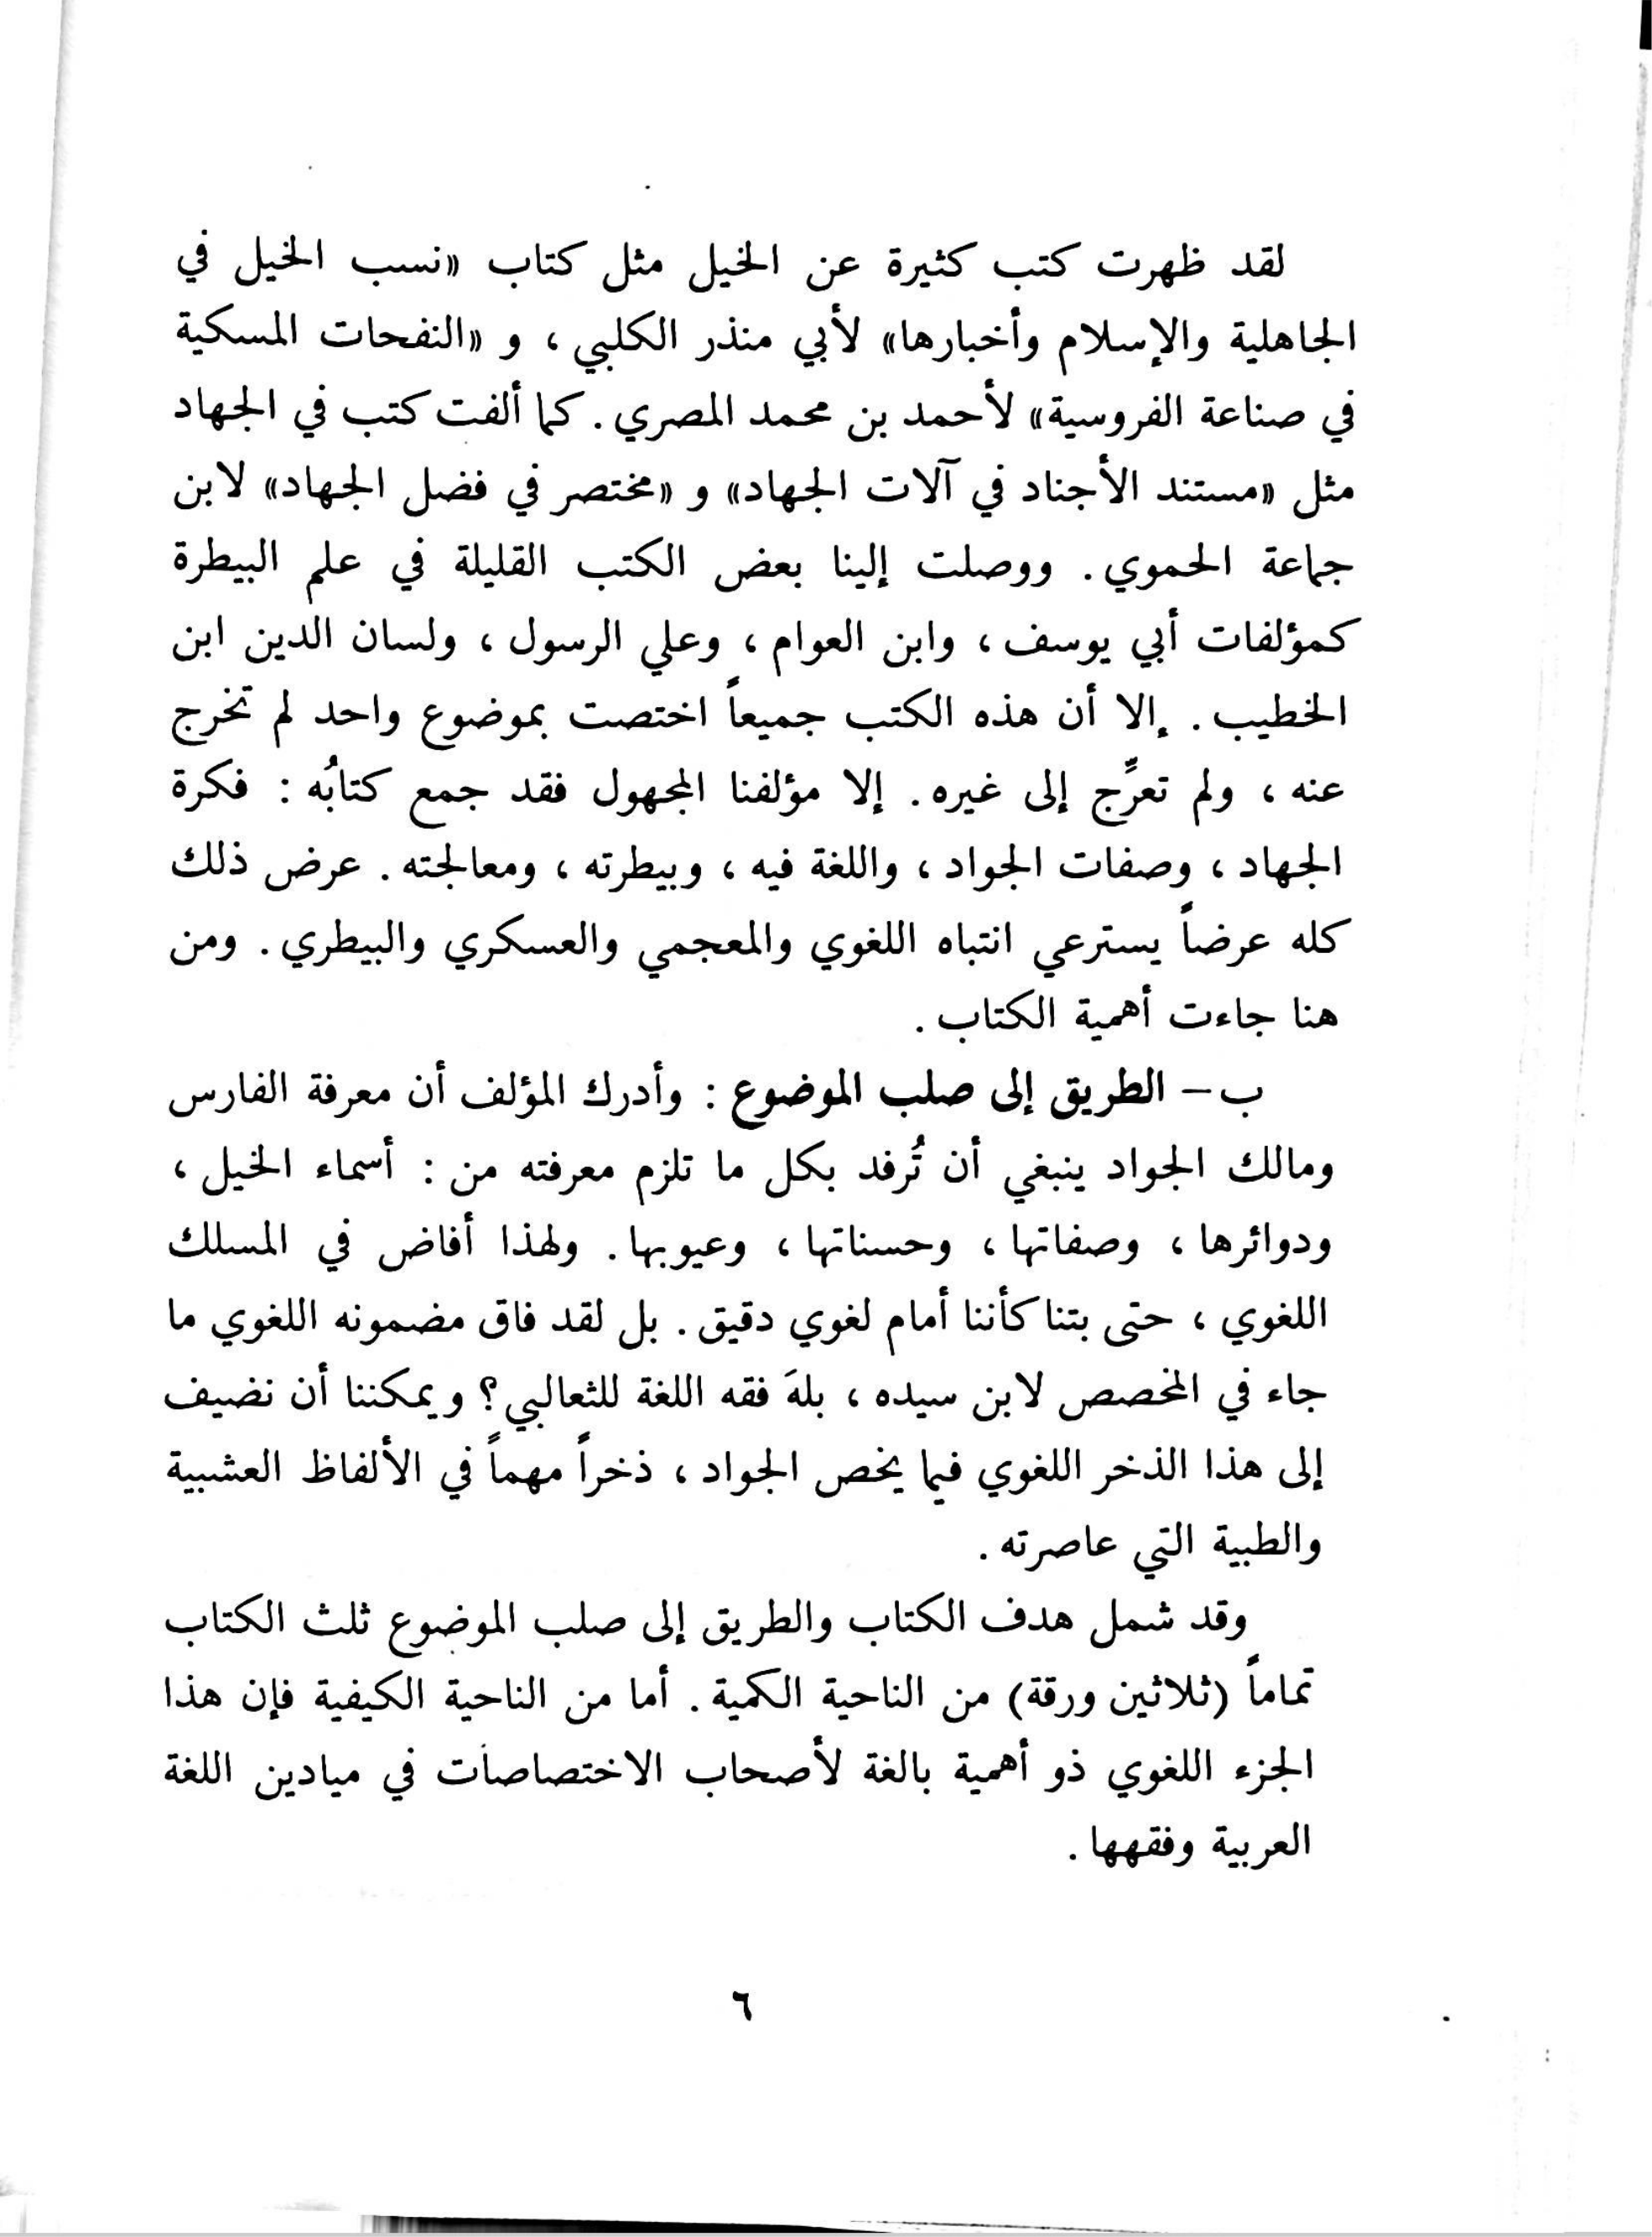 لقد ظهرت كتب كثيرة عن الخيل مثل كتاب «نسب الخيل في
الجاهلية والإسلام وأخبارها» لأبي منذر الكلبي ، و «النفحات المسكية
في صناعة الفروسية» لأحمد بن محمد المصري . كما ألفت كتب في الجهاد
مثل «مستند الأجناد في آلات الجهاد» و «مختصر في فضل الجهاد» لابن
جماعة الحموي . ووصلت إلينا بعض الكتب القليلة في علم البيطرة
كمؤلفات أبي يوسف ، وابن العوام ، وعلي الرسول ، ولسان الدين ابن
الخطيب . إلا أن هذه الكتب جميعاً اختصت بموضوع واحد لم تخرج
عنه ، ولم تعرِّج إلى غيره . إلا مؤلفنا المجهول فقد جمع كتابُه : فكرة
الجهاد ، وصفات الجواد ، واللغة فيه ، وبيطرته ، ومعالجته . عرض ذلك
كله عرضاً يسترعي انتباه اللغوي والمعجمي والعسكري والبيطري . ومن
هنا جاءت أهمية الكتاب .
ب – الطريق إلى صلب الموضوع : وأدرك المؤلف أن معرفة الفارس
ومالك الجواد ينبغي أن تُرفد بكل ما تلزم معرفته من : أسماء الخيل ،
ودوائرها ، وصفاتها ، وحسناتها ، وعيوبها . ولهذا أفاض في المسلك
اللغوي ، حتى بتنا كأننا أمام لغوي دقيق . بل لقد فاق مضمونه اللغوي ما
جاء في المخصص لابن سيده ، بلهَ فقه اللغة للثعالبي؟ ويمكننا أن نضيف
إلى هذا الذخر اللغوي فيما يخص الجواد ، ذخراً مهماً في الألفاظ العشبية
والطبية التي عاصرته .
وقد شمل هدف الكتاب والطريق إلى صلب الموضوع ثلث الكتاب
تماماً (ثلاثين ورقة) من الناحية الكمية . أما من الناحية الكيفية فإن هذا
الجزء اللغوي ذو أهمية بالغة لأصحاب الاختصاصات في ميادين اللغة
العربية وفقهها .
٦